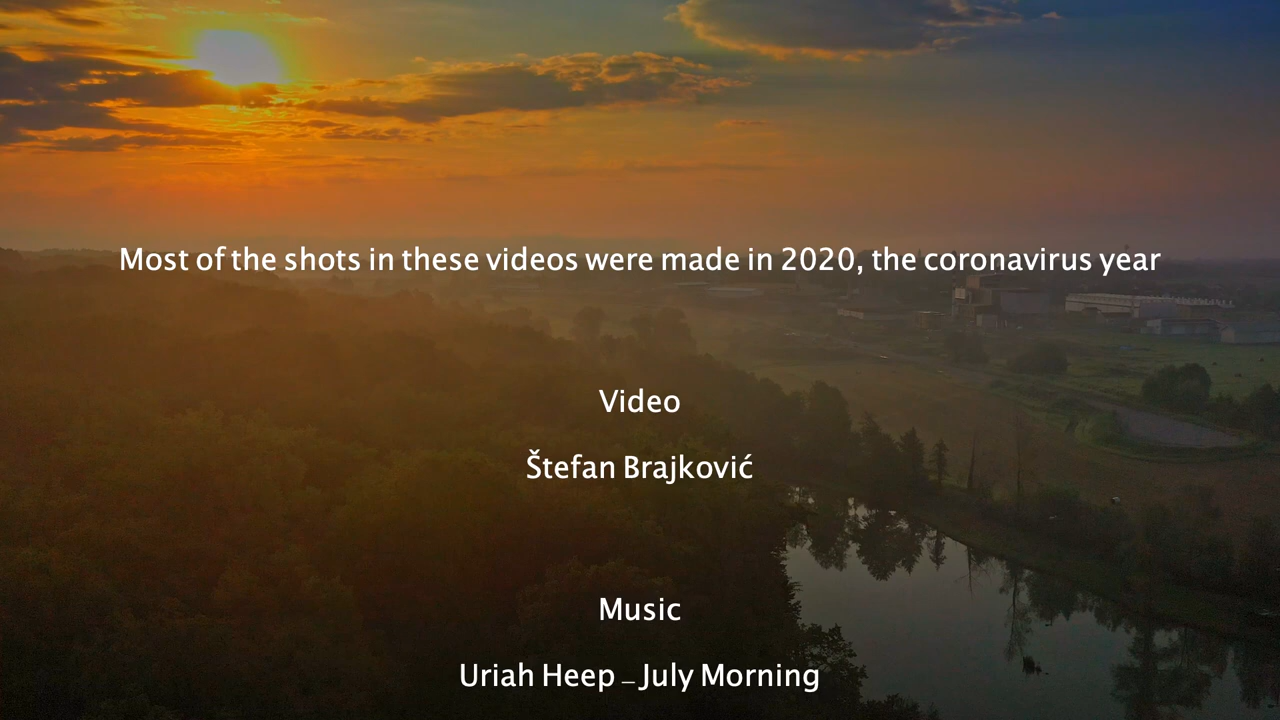 Most of the shots in these videos were made in 2020, the coronavirus year
Video
Štefan Brajković
Music
Uriah Heep – July Morning